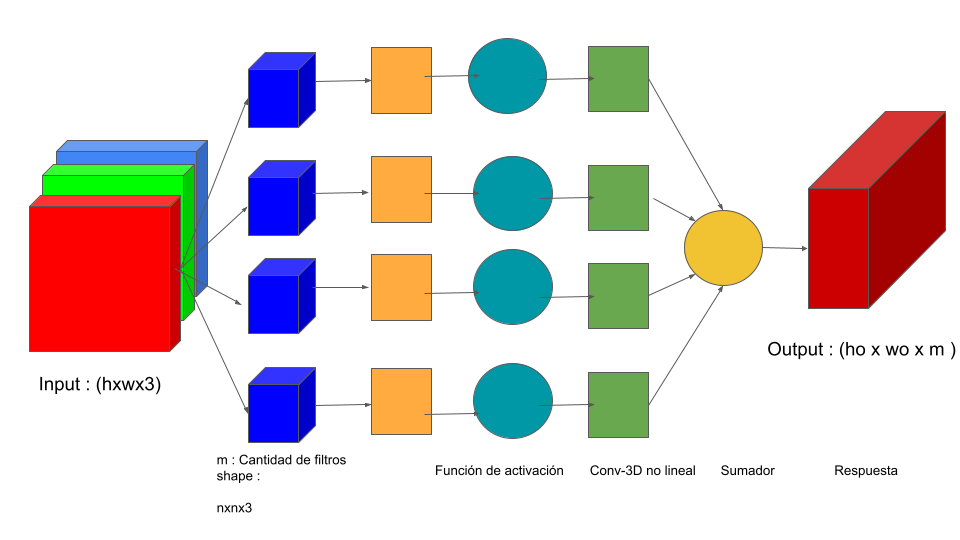 Input : (hxwx3)
Output : (ho x wo x m )
m : Cantidad de filtros
shape :
nxnx3
Función de activación
Conv-3D no lineal
Sumador
Respuesta